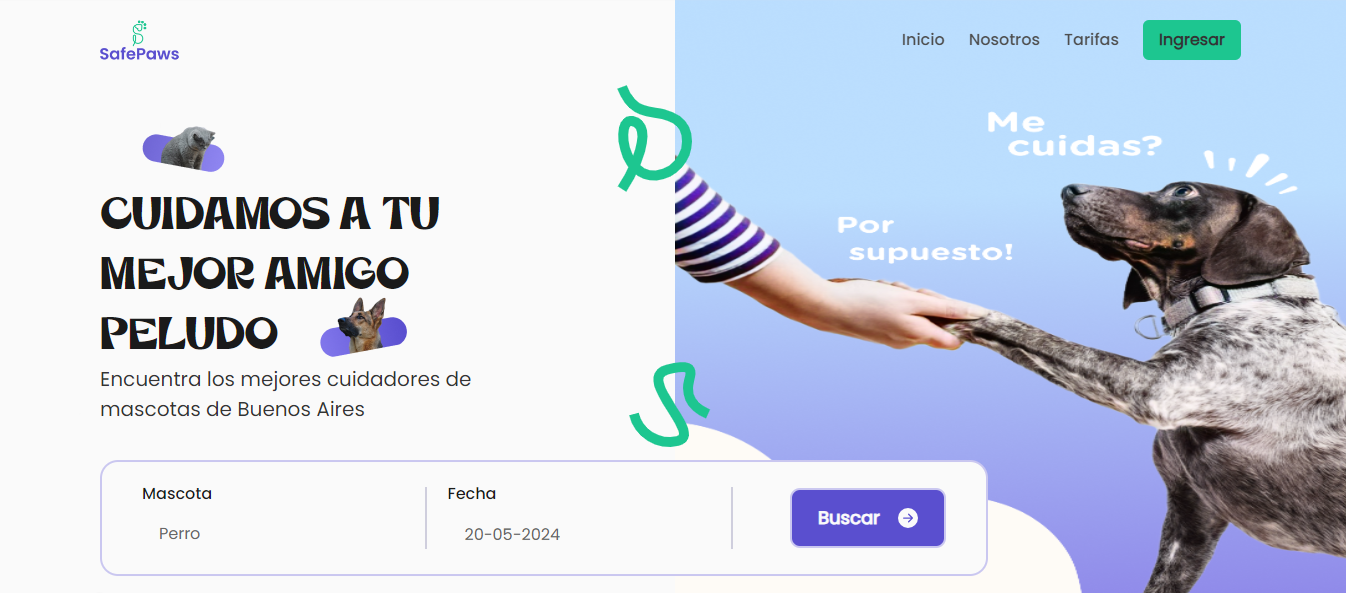 SafePaws
Inicio
Nosotros
Tarifas
Ingresar
CUIDAMOS A TU
MEJOR AMIGO
PELUDO
Encuentra los mejores cuidadores de
mascotas de Buenos Aires
Me
cuidas?
Por
supuesto!
Mascota
Perro
Fecha
20-05-2024
Buscar